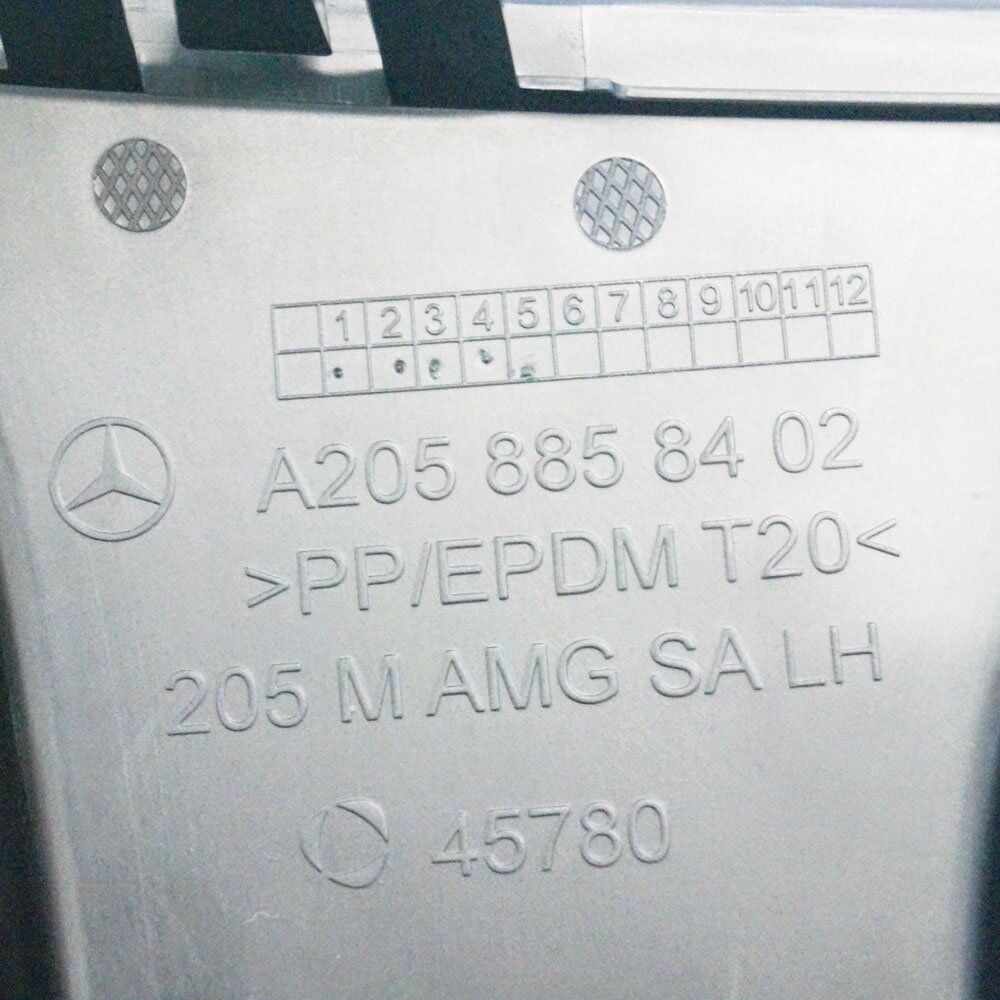 1 2 3 4 5 6 7 8 9 10 11 12
A205 885 84 02
>PP/EPDM T20<
205 M AMG SA LH
45780